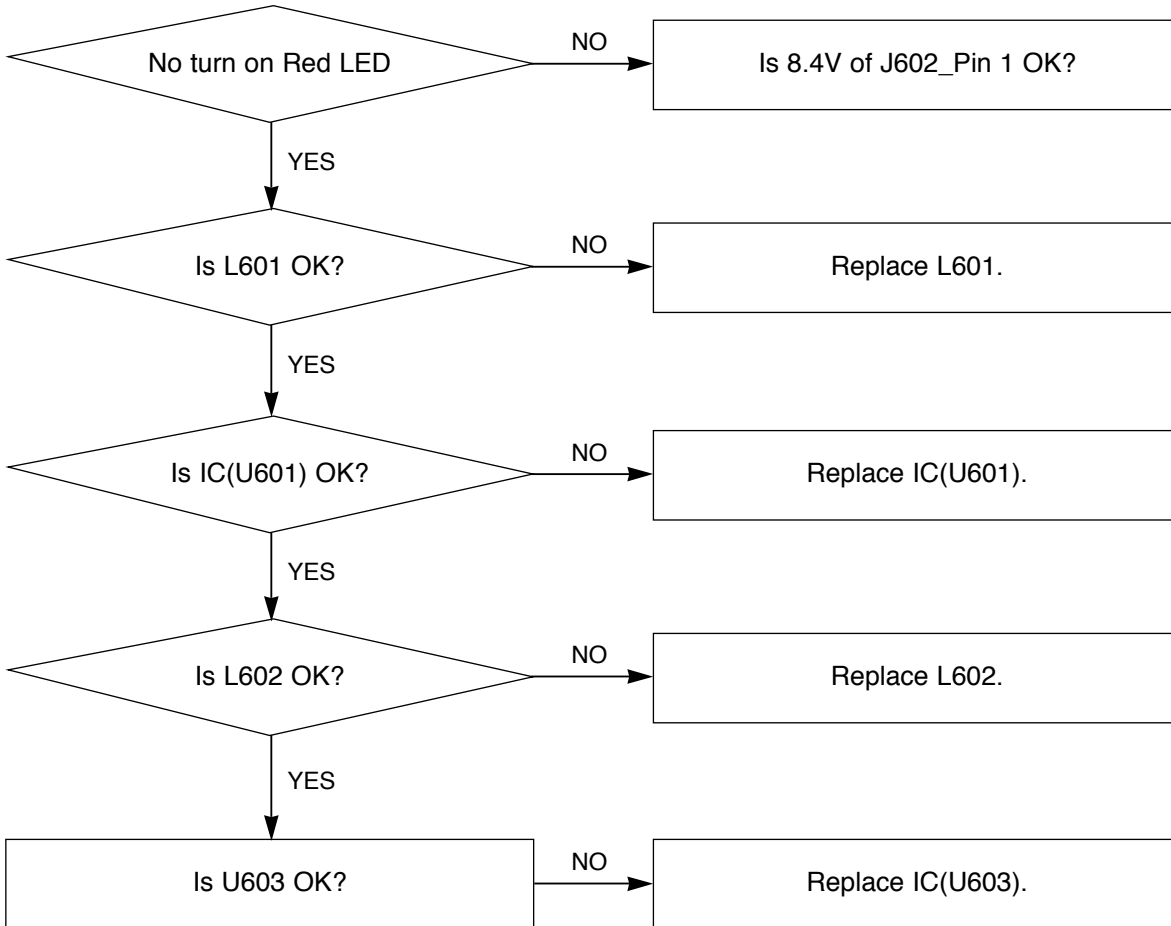 No turn on Red LED
NO
Is 8.4V of J602_Pin 1 OK?
YES
Is L601 OK?
NO
Replace L601.
YES
Is IC(U601) OK?
NO
Replace IC(U601).
YES
Is L602 OK?
NO
Replace L602.
YES
Is U603 OK?
NO
Replace IC(U603).